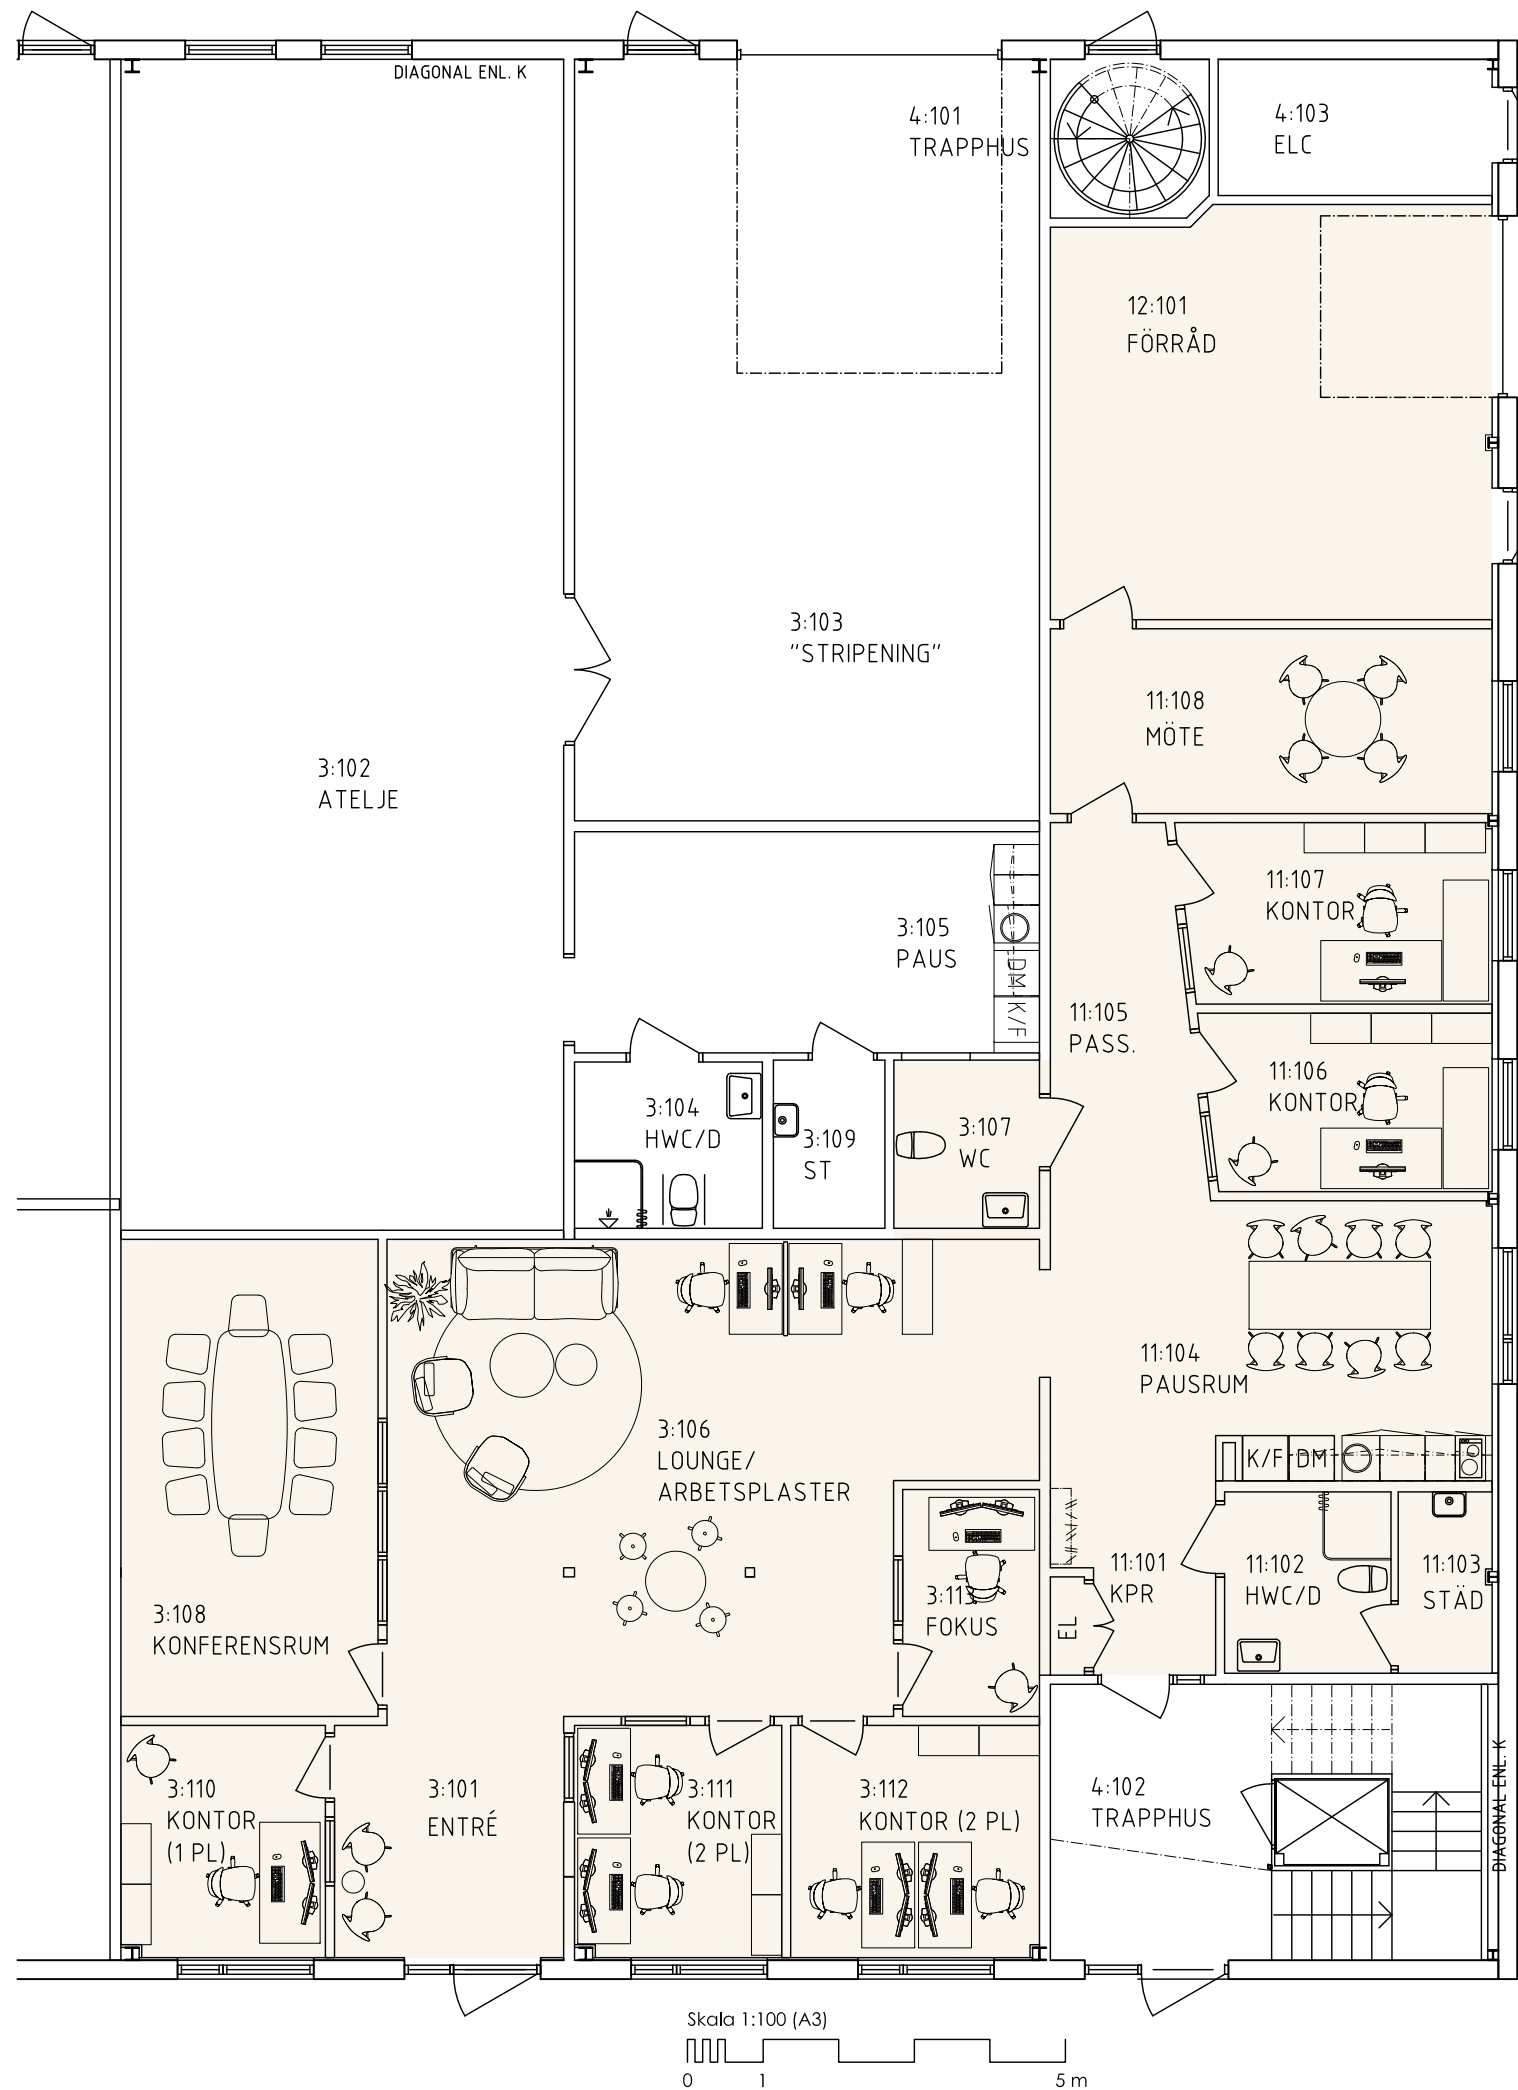 DIAGONAL ENL. K
4:101
TRAPPHUS
4:103
ELC
12:101
FÖRRÅD
3:103
"STRIPENING"
11:108
MÖTE
3:102
ATELJE
11:107
KONTOR
3:105
PAUS
DM
K/F
11:105
PASS.
11:106
KONTOR
3:104
HWC/D
3:109
ST
3:107
WC
11:104
PAUSRUM
3:106
LOUNGE/
ARBETSPLASTER
K/F
DM
3:108
KONFERENSRUM
3:113
FOKUS
EL
11:101
KPR
11:102
HWC/D
11:103
STÄD
3:110
KONTOR
(1 PL)
3:101
ENTRÉ
3:111
KONTOR
(2 PL)
3:112
KONTOR (2 PL)
4:102
TRAPPHUS
DIAGONAL ENL. K
Skala 1:100 (A3)
0 1 5 m